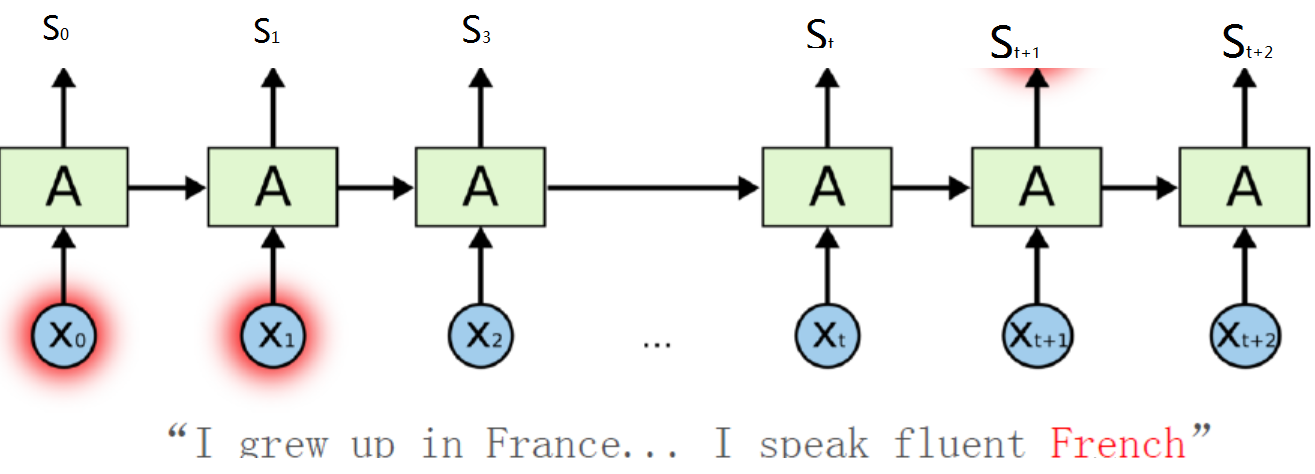 S0 S1 S3 St St+1 St+2
A A A A A A
X0 X1 X2 ... Xt Xt+1 Xt+2
“I grew up in France... I speak fluent French”